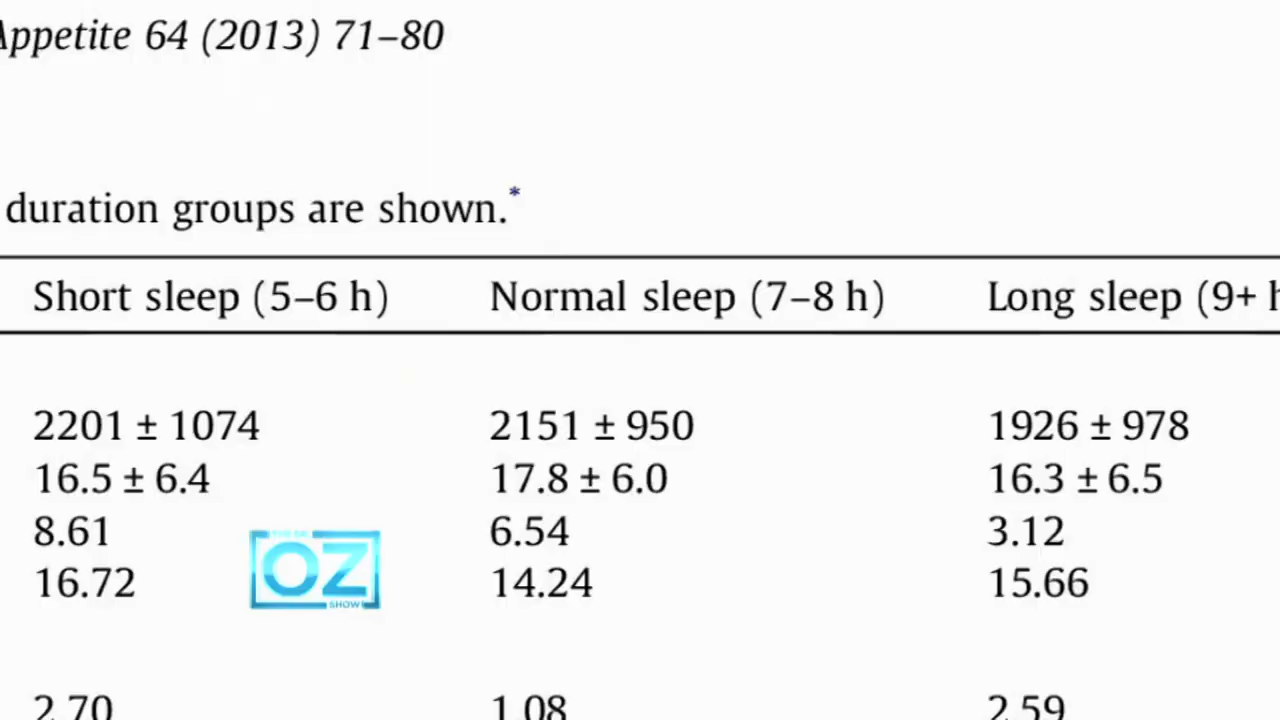 Appetite 64 (2013) 71–80
duration groups are shown.*
Short sleep (5–6 h) Normal sleep (7–8 h) Long sleep (9+ h
2201 ± 1074 2151 ± 950 1926 ± 978
16.5 ± 6.4 17.8 ± 6.0 16.3 ± 6.5
8.61 6.54 3.12
16.72 14.24 15.66
OZ
SHOW
2.70 1.08 2.59